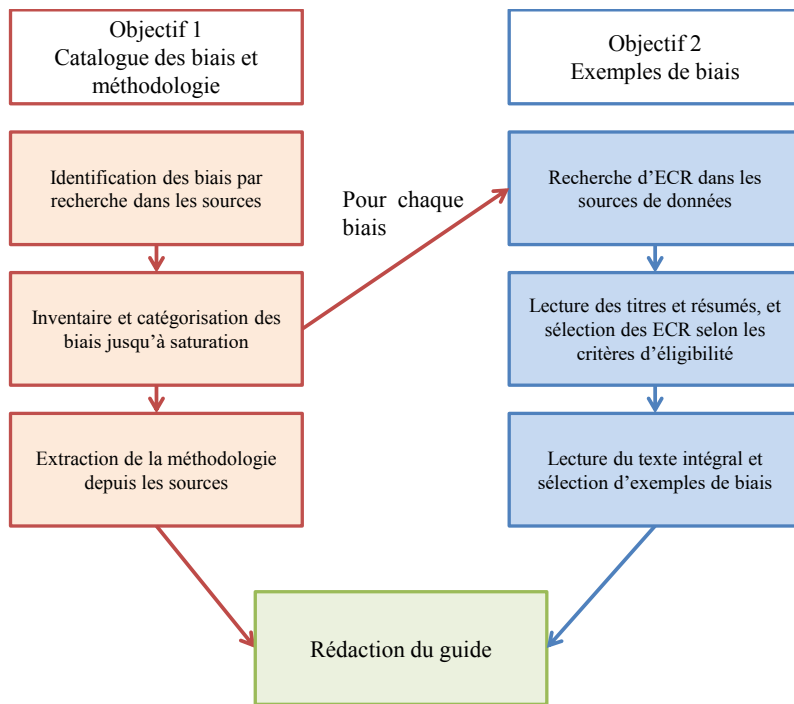 Objectif 1
Catalogue des biais et
méthodologie
Identification des biais par
recherche dans les sources
Inventaire et catégorisation des
biais jusqu'à saturation
Extraction de la méthodologie
depuis les sources
Pour chaque
biais
Objectif 2
Exemples de biais
Recherche d'ECR dans les
sources de données
Lecture des titres et résumés, et
sélection des ECR selon les
critères d'éligibilité
Lecture du texte intégral et
sélection d'exemples de biais
Rédaction du guide